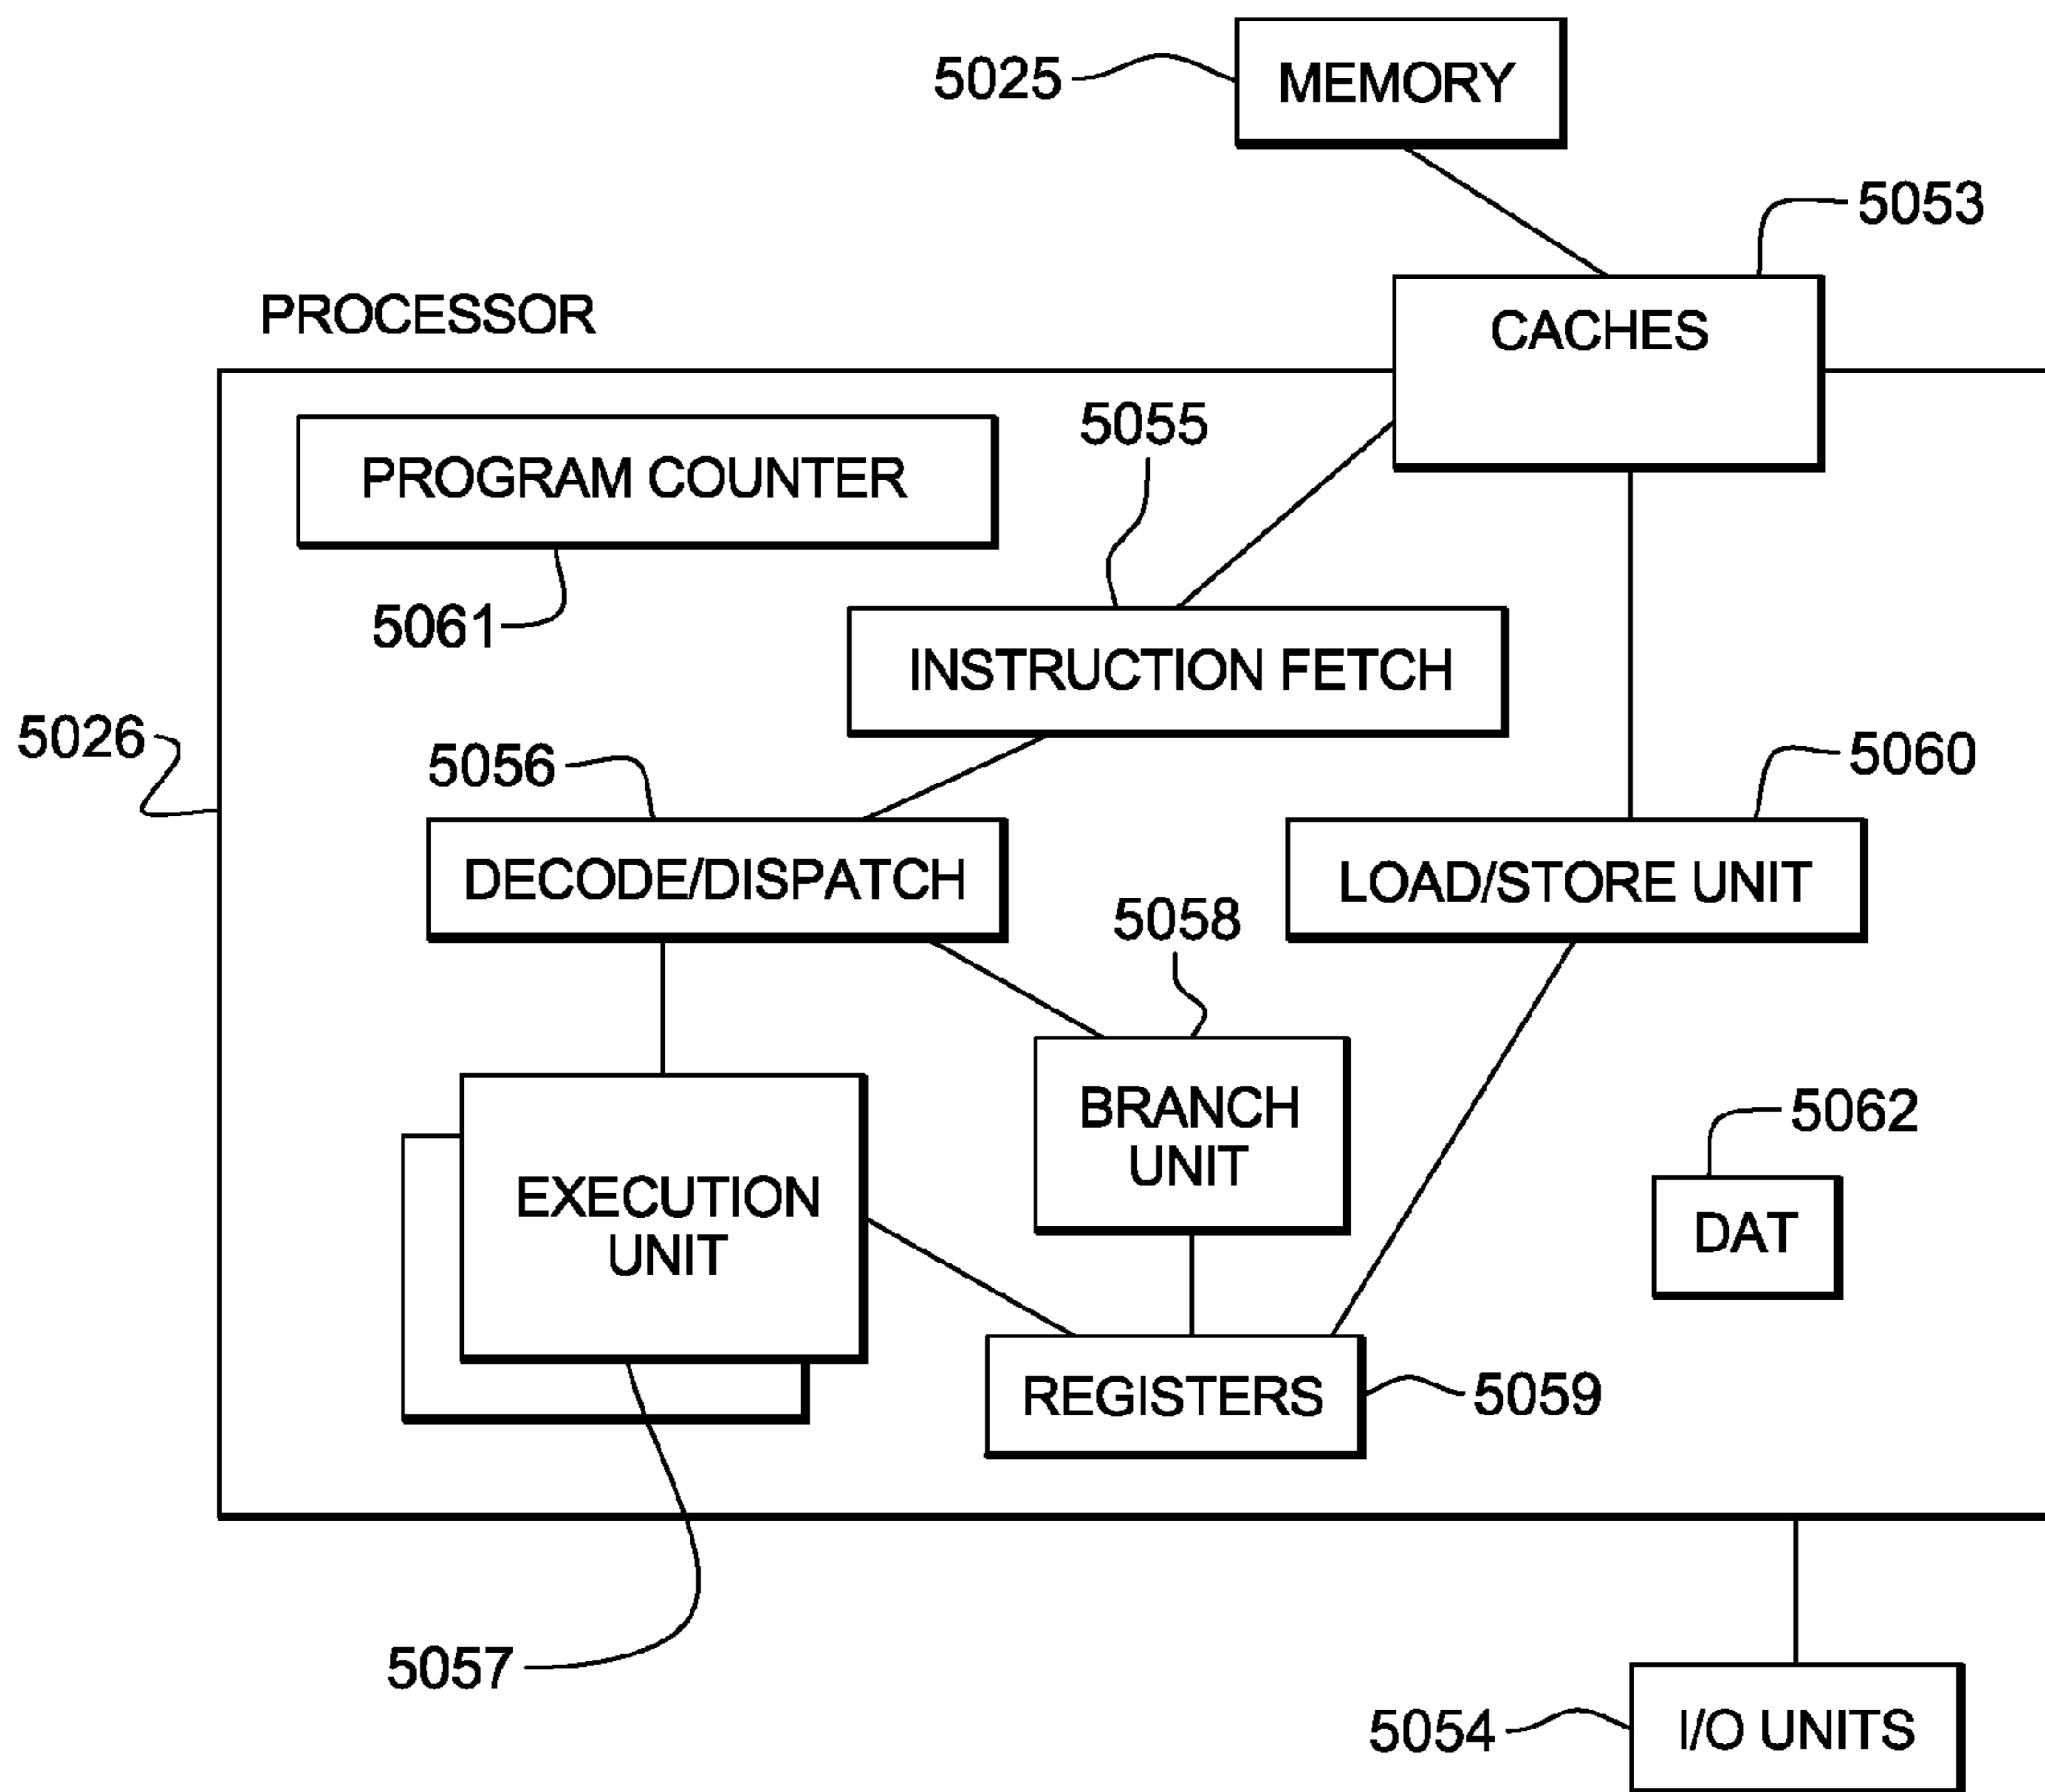 MEMORY
5025
5053
CACHES
PROCESSOR
5055
PROGRAM COUNTER
5061
INSTRUCTION FETCH
5026
5056
5060
DECODE/DISPATCH
LOAD/STORE UNIT
5058
BRANCH
UNIT
5062
EXECUTION
UNIT
DAT
REGISTERS
5059
5057
5054
I/O UNITS